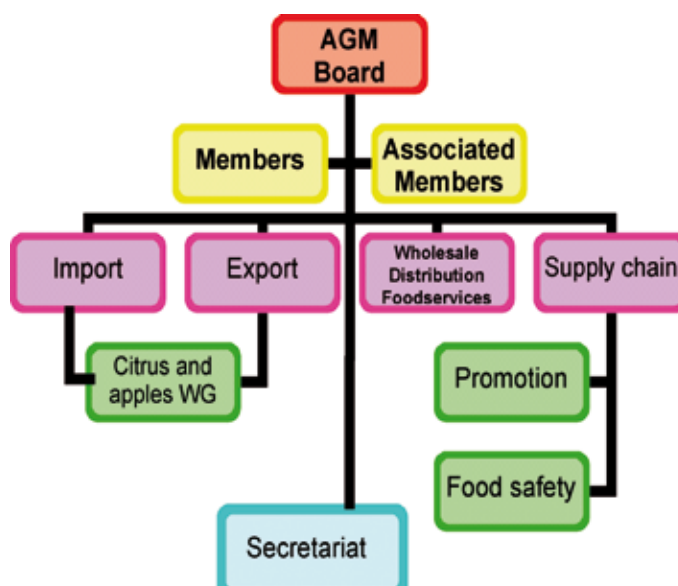 AGM
Board
Members
Associated
Members
Import
Export
Wholesale
Distribution
Foodservices
Supply chain
Citrus and
apples WG
Promotion
Food safety
Secretariat